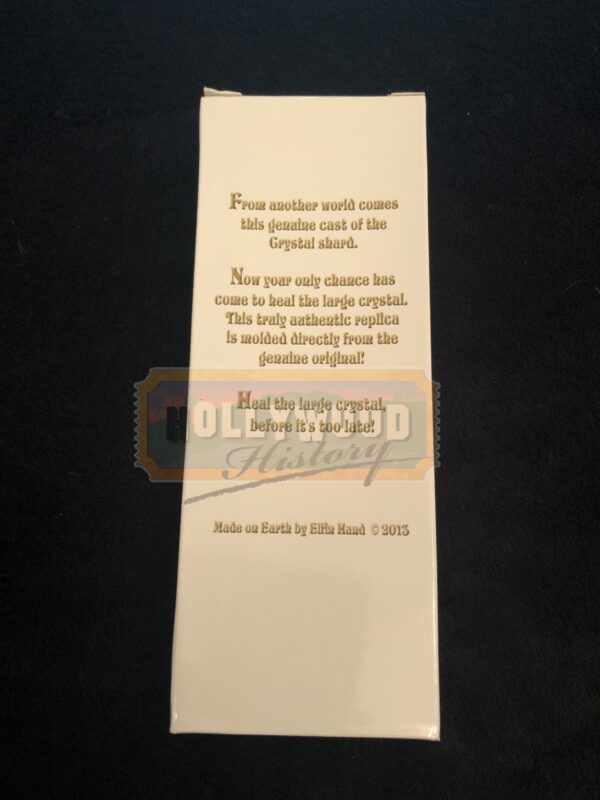 From another world comes
this genuine cast of the
Crystal shard.
Now your only chance has
come to heal the large crystal.
This truly authentic replica
is molded directly from the
genuine original!
Heal the large crystal,
before it's too late!
HOLLYWOOD
History
Made on Earth by Elfin Hand © 2013